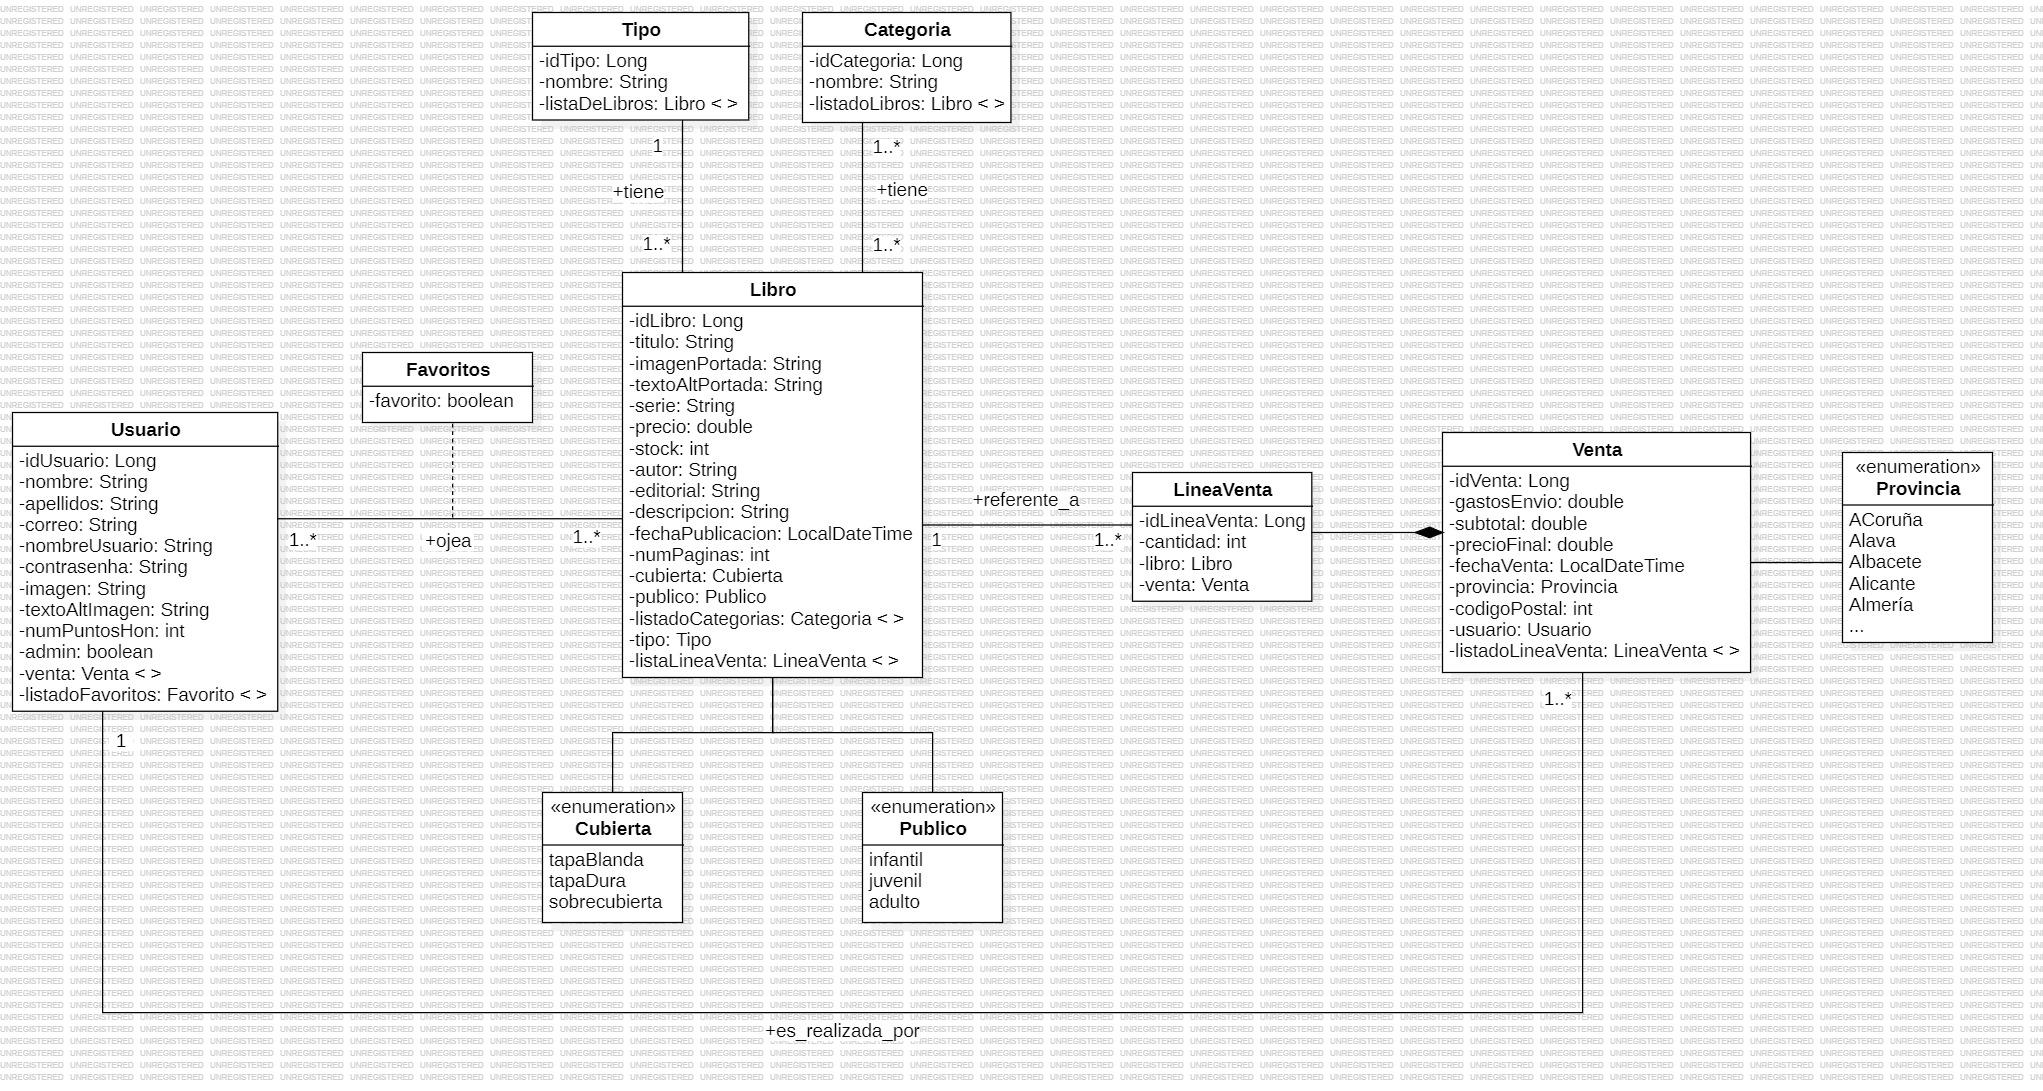 Tipo
-idTipo: Long
-nombre: String
-listaDeLibros: Libro < >
Categoria
-idCategoria: Long
-nombre: String
-listadoLibros: Libro < >
1
+tiene
1..*
1..*
+tiene
1..*
Libro
-idLibro: Long
-titulo: String
-imagenPortada: String
-textoAltPortada: String
-serie: String
-precio: double
-stock: int
-autor: String
-editorial: String
-descripcion: String
-fechaPublicacion: LocalDateTime
-numPaginas: int
-cubierta: Cubierta
-publico: Publico
-listadoCategorias: Categoria < >
-tipo: Tipo
-listaLineaVenta: LineaVenta < >
Favoritos
-favorito: boolean
Usuario
-idUsuario: Long
-nombre: String
-apellidos: String
-correo: String
-nombreUsuario: String
-contrasenha: String
-imagen: String
-textoAltImagen: String
-numPuntosHon: int
-admin: boolean
-venta: Venta < >
-listadoFavoritos: Favorito < >
1..*
+ojea
1..*
+referente_a
1
1..*
LineaVenta
-idLineaVenta: Long
-cantidad: int
-libro: Libro
-venta: Venta
Venta
-idVenta: Long
-gastosEnvio: double
-subtotal: double
-precioFinal: double
-fechaVenta: LocalDateTime
-provincia: Provincia
-codigoPostal: int
-usuario: Usuario
-listadoLineaVenta: LineaVenta < >
«enumeration»
Provincia
ACoruña
Alava
Albacete
Alicante
Almería
...
1
1..*
«enumeration»
Cubierta
tapaBlanda
tapaDura
sobrecubierta
«enumeration»
Publico
infantil
juvenil
adulto
+es_realizada_por
UNREGISTERED